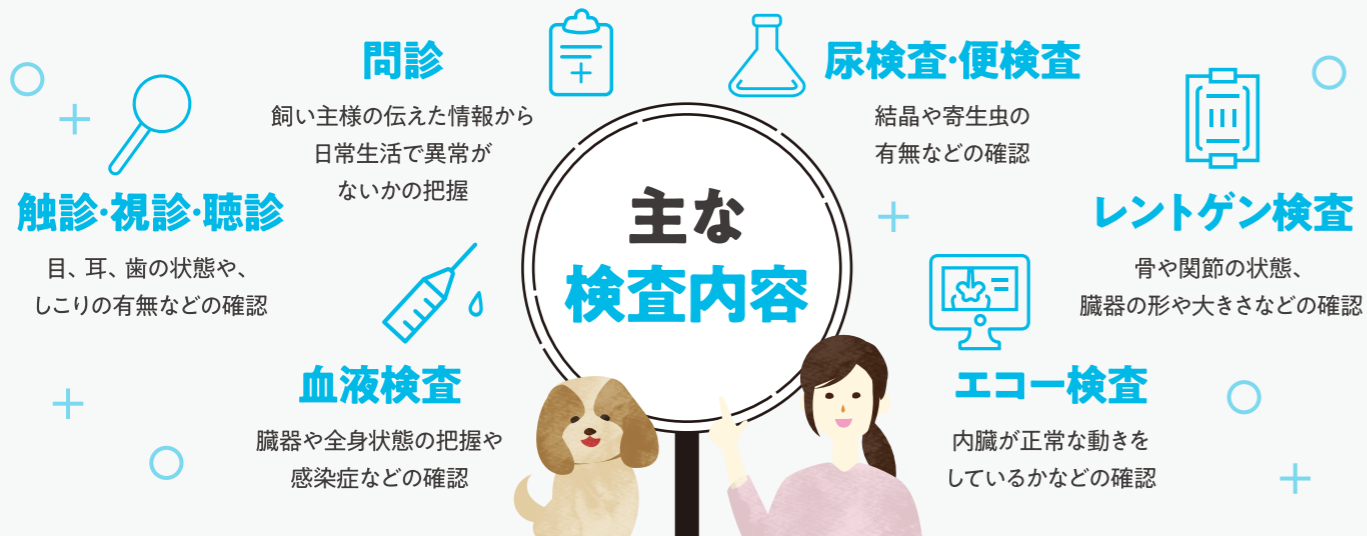 主な
検査内容
問診
飼い主様の伝えた情報から
日常生活で異常が
ないかの把握
触診・視診・聴診
目、耳、歯の状態や、
しこりの有無などの確認
血液検査
臓器や全身状態の把握や
感染症などの確認
尿検査・便検査
結晶や寄生虫の
有無などの確認
レントゲン検査
骨や関節の状態、
臓器の形や大きさなどの確認
エコー検査
内臓が正常な動きを
しているかなどの確認